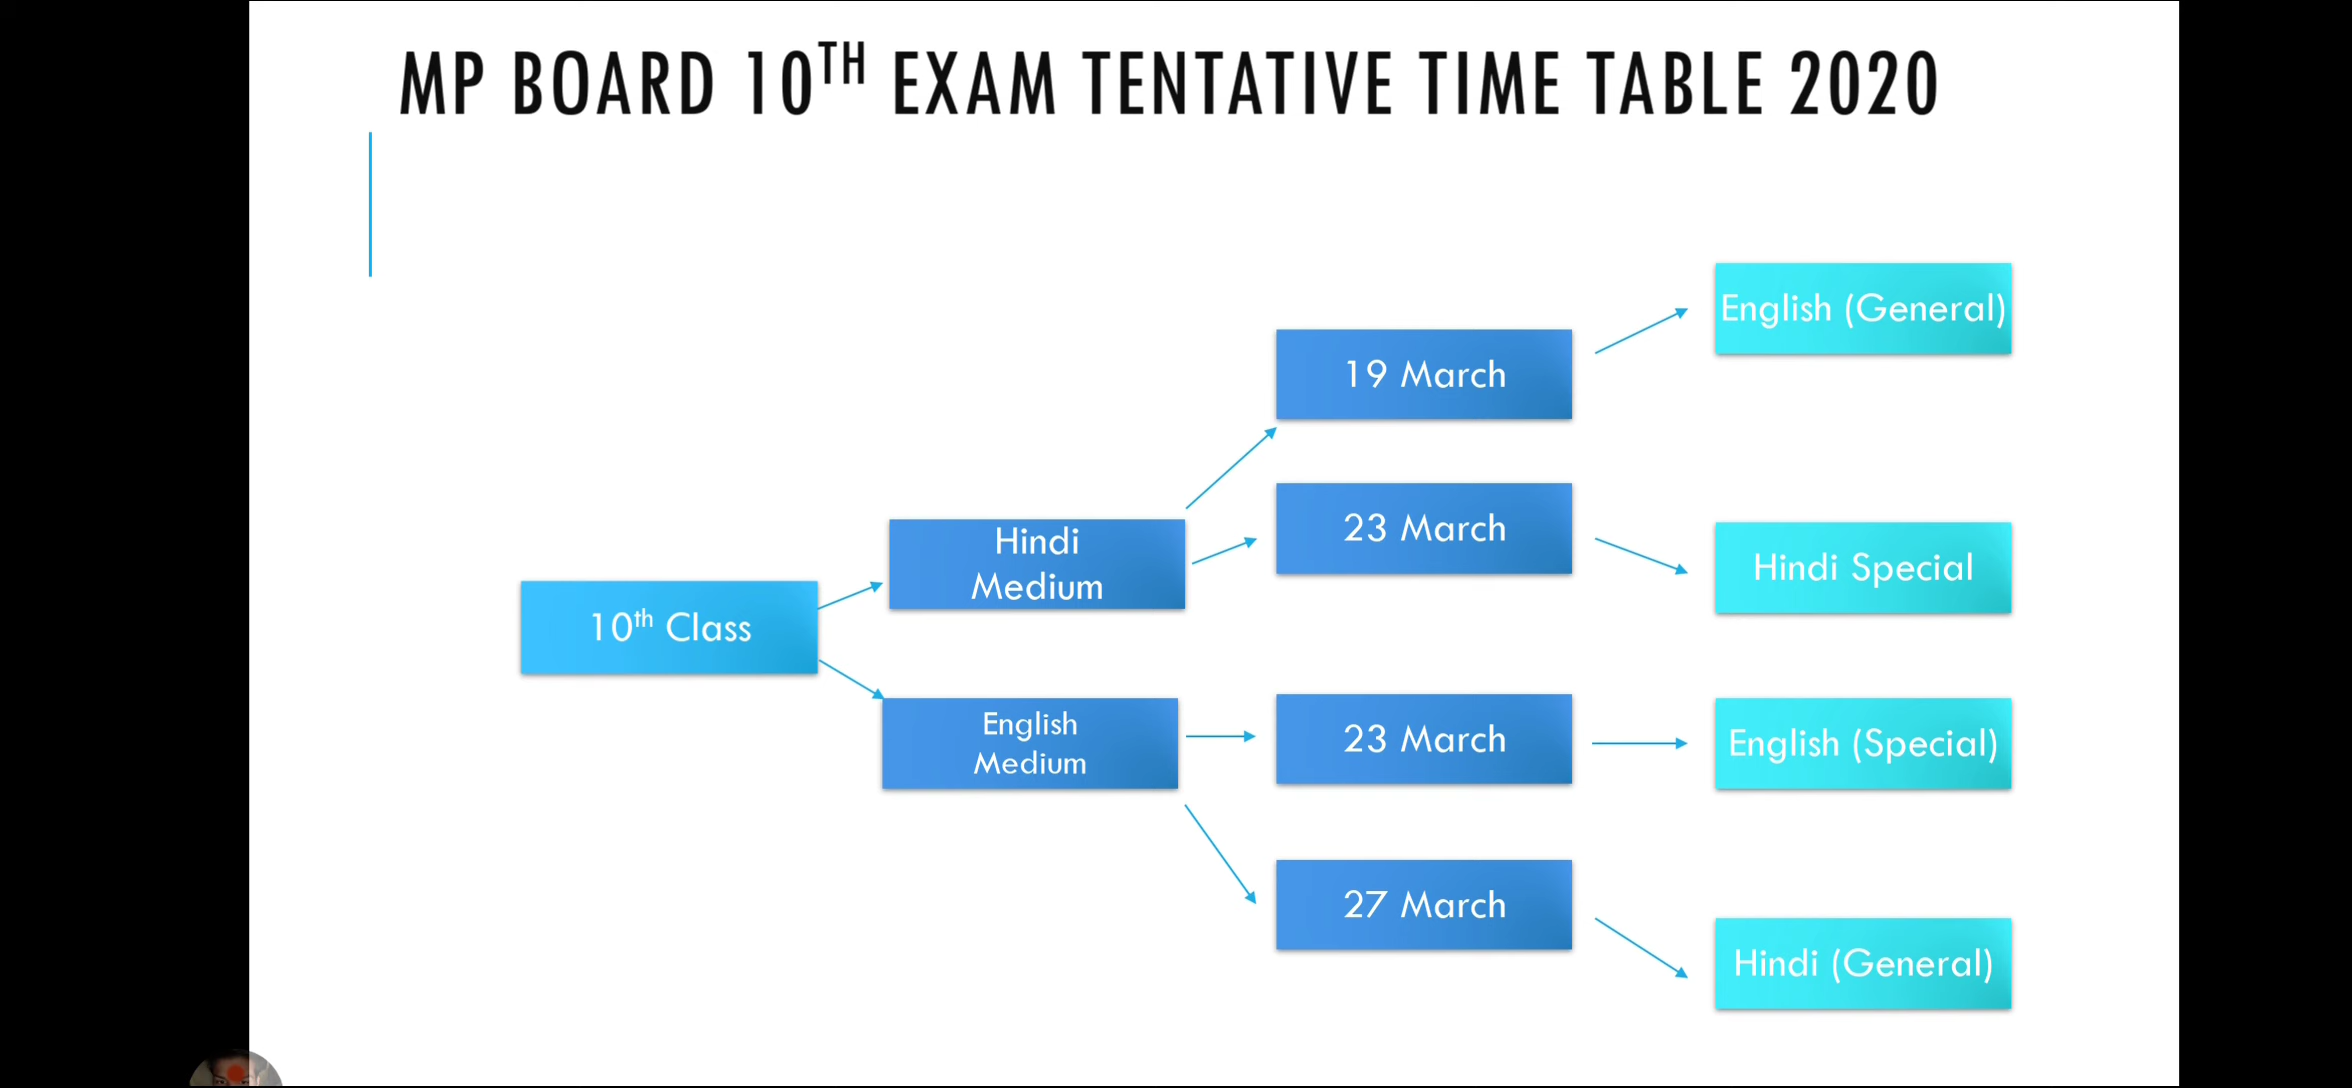 MP BOARD 10TH EXAM TENTATIVE TIME TABLE 2020
English (General)
19 March
23 March
Hindi
Medium
Hindi Special
10th Class
English
Medium
23 March
English (Special)
27 March
Hindi (General)